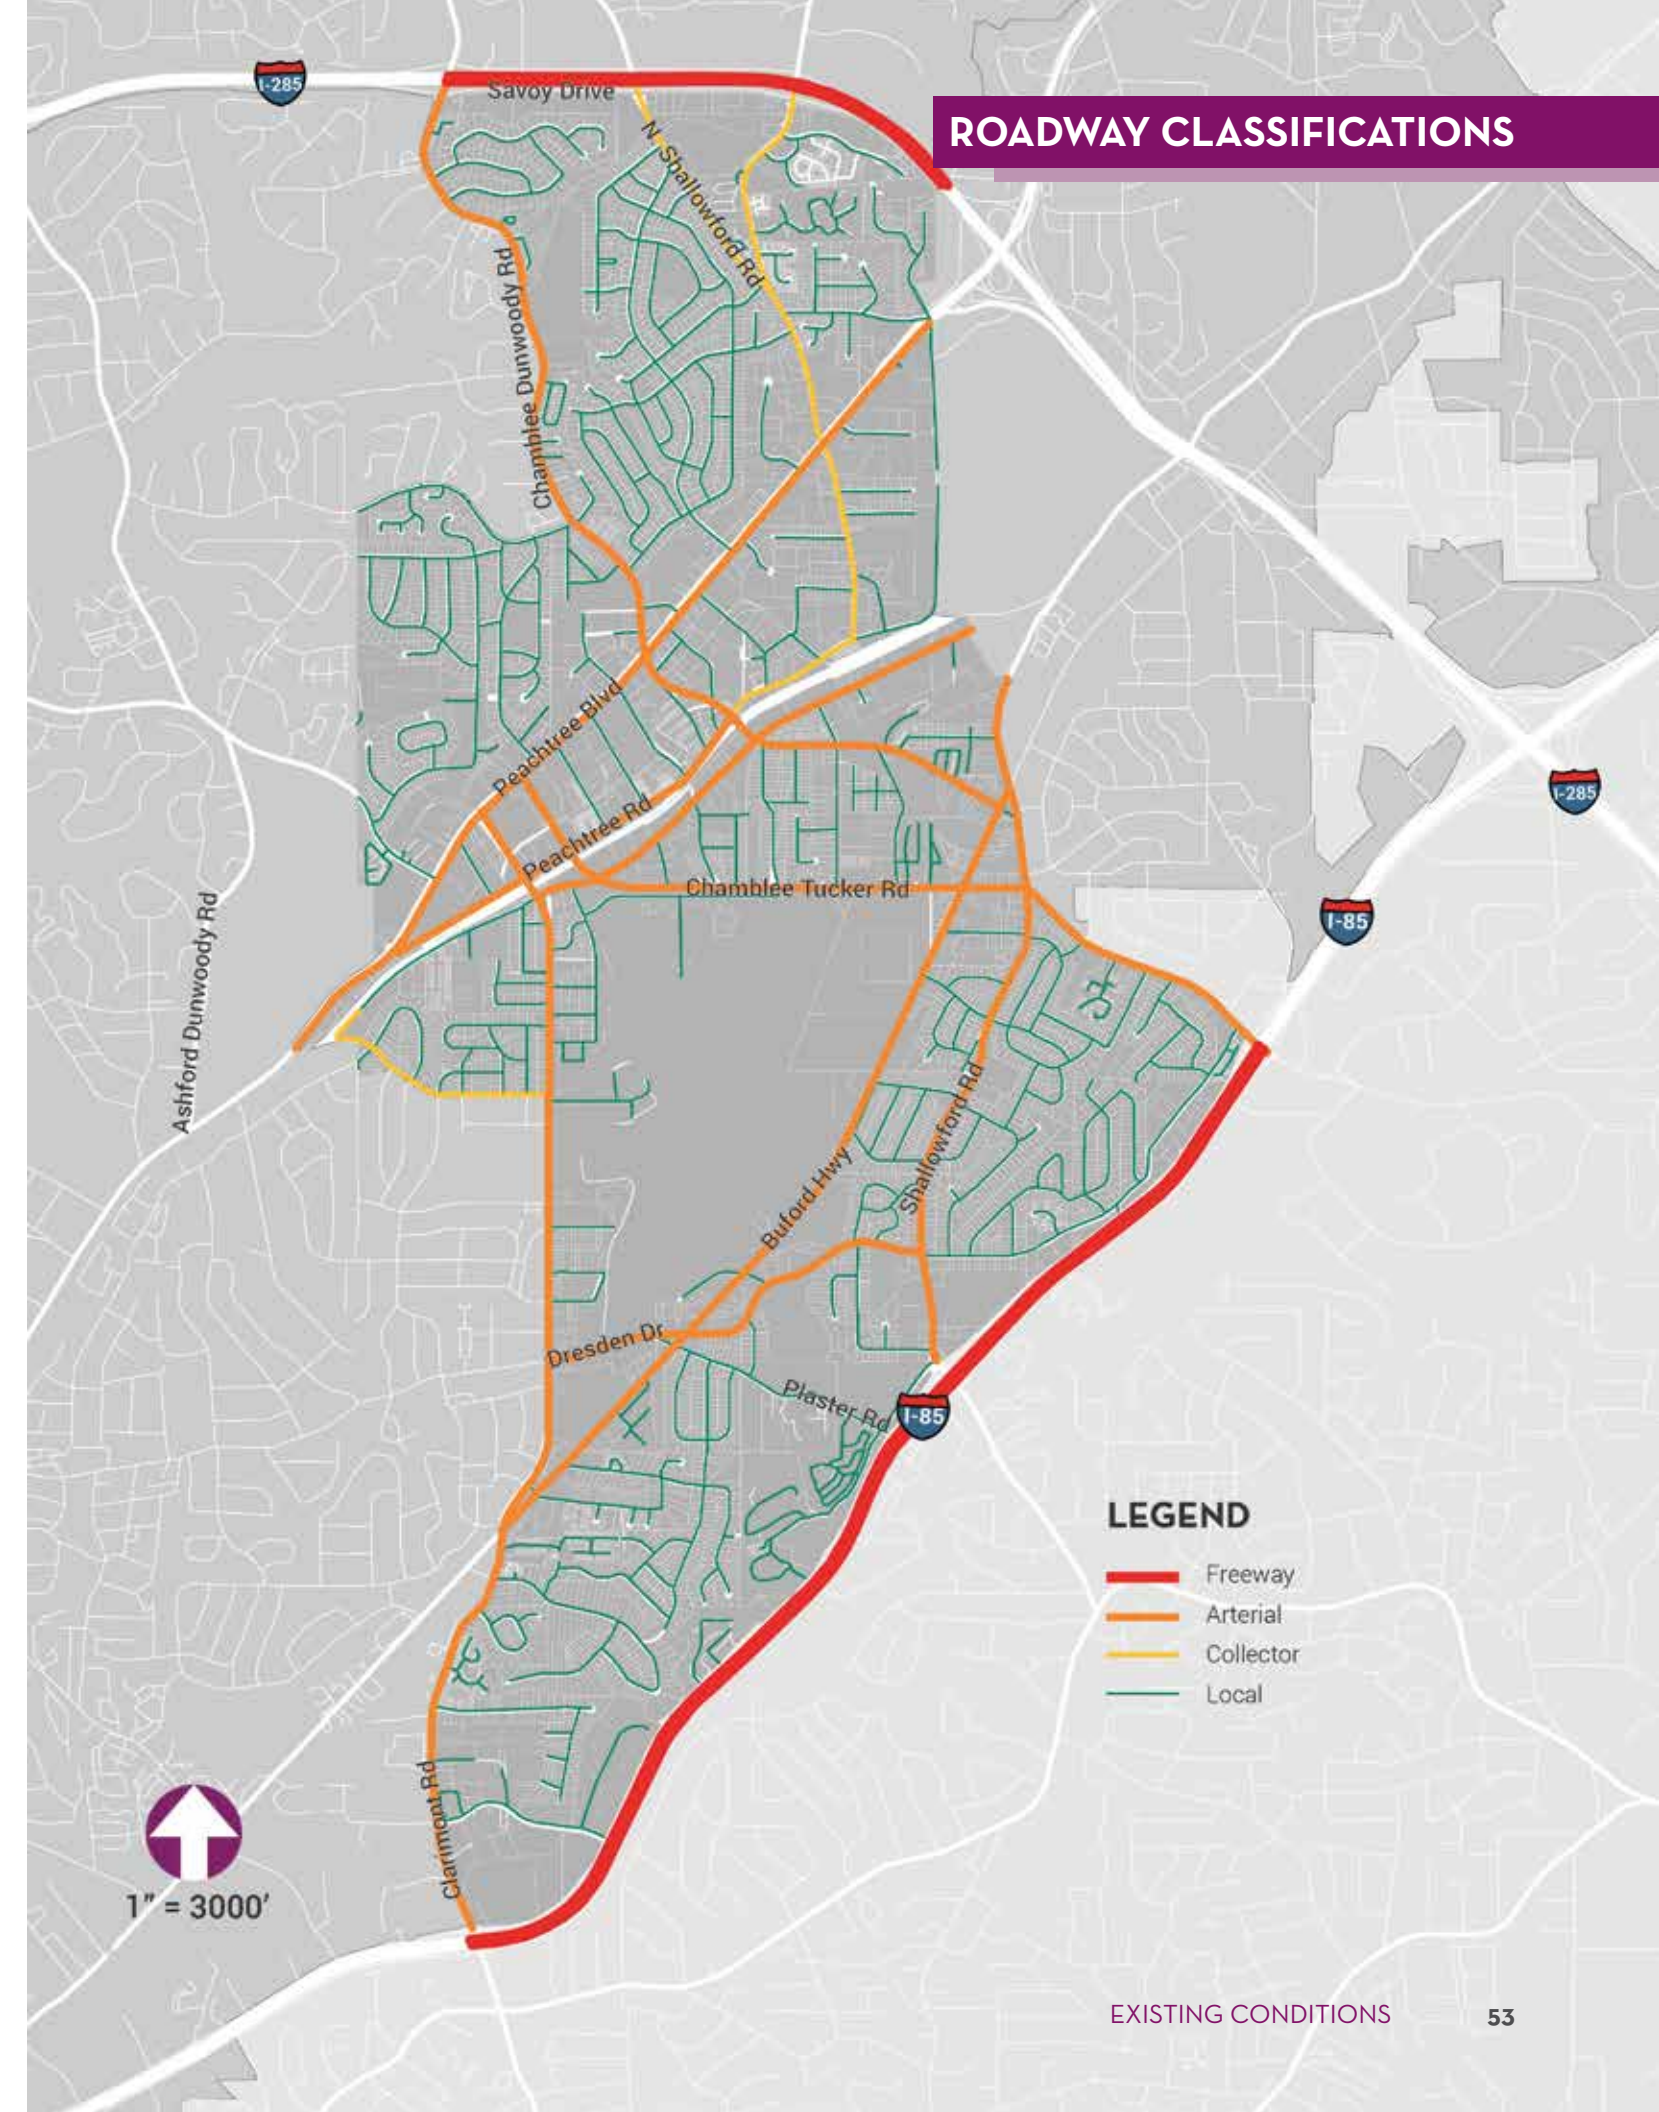 I-285
Savoy Drive
ROADWAY CLASSIFICATIONS
N Shallowford Rd
Chamblee Dunwoody Rd
Peachtree Blvd
I-285
Peachtree Rd
Chamblee Tucker Rd
I-85
Ashford Dunwoody Rd
Shallowford Rd
Buford Hwy
Dresden Dr
Plaster Rd
I-85
LEGEND
Freeway
Arterial
Collector
Local
Clarimont Rd
1" = 3000'
EXISTING CONDITIONS 53